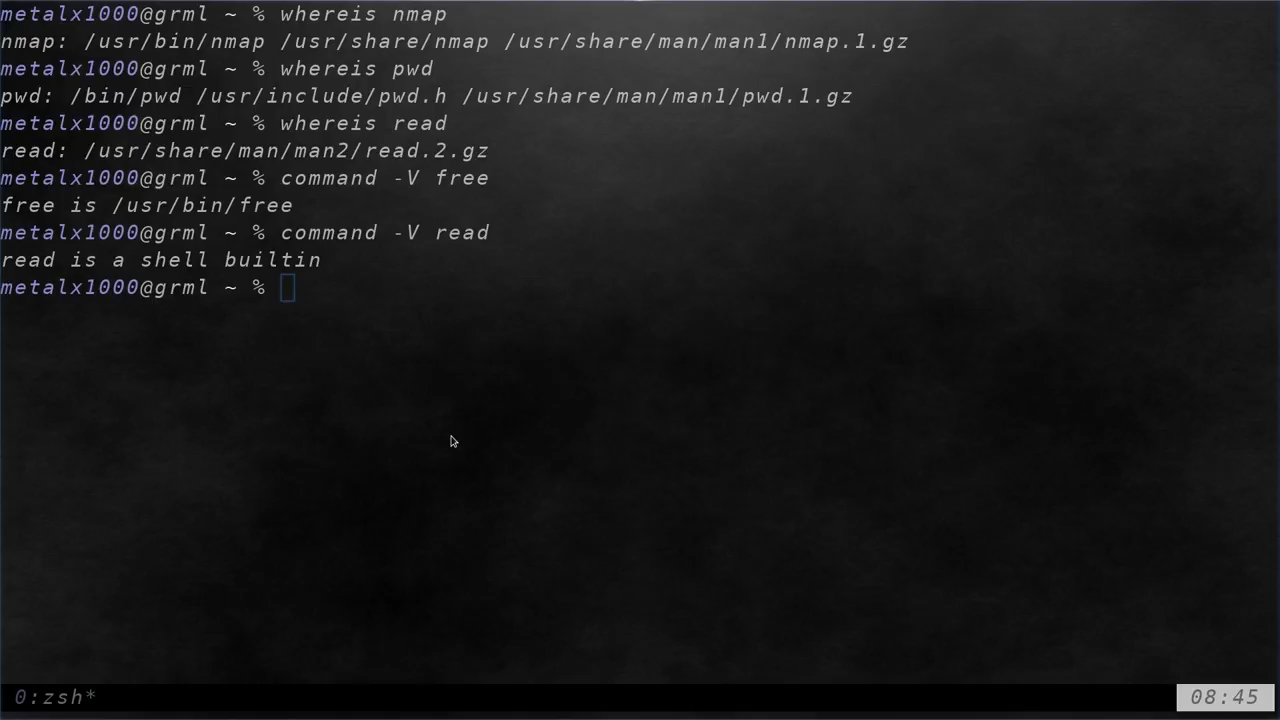 metalx1000@grml ~ % whereis nmap
nmap: /usr/bin/nmap /usr/share/nmap /usr/share/man/man1/nmap.1.gz
metalx1000@grml ~ % whereis pwd
pwd: /bin/pwd /usr/include/pwd.h /usr/share/man/man1/pwd.1.gz
metalx1000@grml ~ % whereis read
read: /usr/share/man/man2/read.2.gz
metalx1000@grml ~ % command -V free
free is /usr/bin/free
metalx1000@grml ~ % command -V read
read is a shell builtin
metalx1000@grml ~ %
0:zsh* 08:45